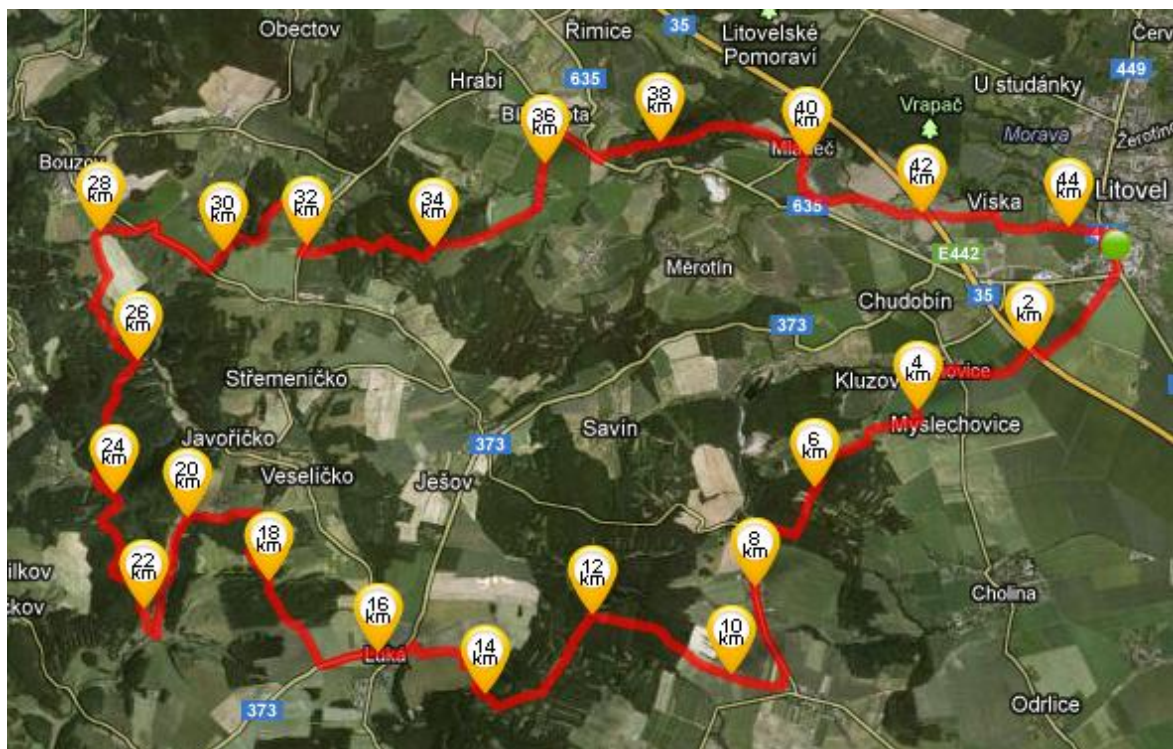 Obectov
Řimice
35
Litovelské
Pomoraví
Červ
449
Hrabí
635
38
km
U studánky
36
km
40
km
Vrapač
Morava
Žerotín
Bouzov
28
km
30
km
32
km
34
km
42
km
44
km
Litovel
635
Víska
E442
Měrotín
Chudobín
35
2
km
26
km
373
4
km
Střemeníčko
Kluzov
Savín
Myslechovice
Javoříčko
24
km
20
km
Veselíčko
373
Ješov
6
km
18
km
8
km
22
km
12
km
ilkov
čkov
Cholina
16
km
14
km
10
km
Luká
373
Odrlice